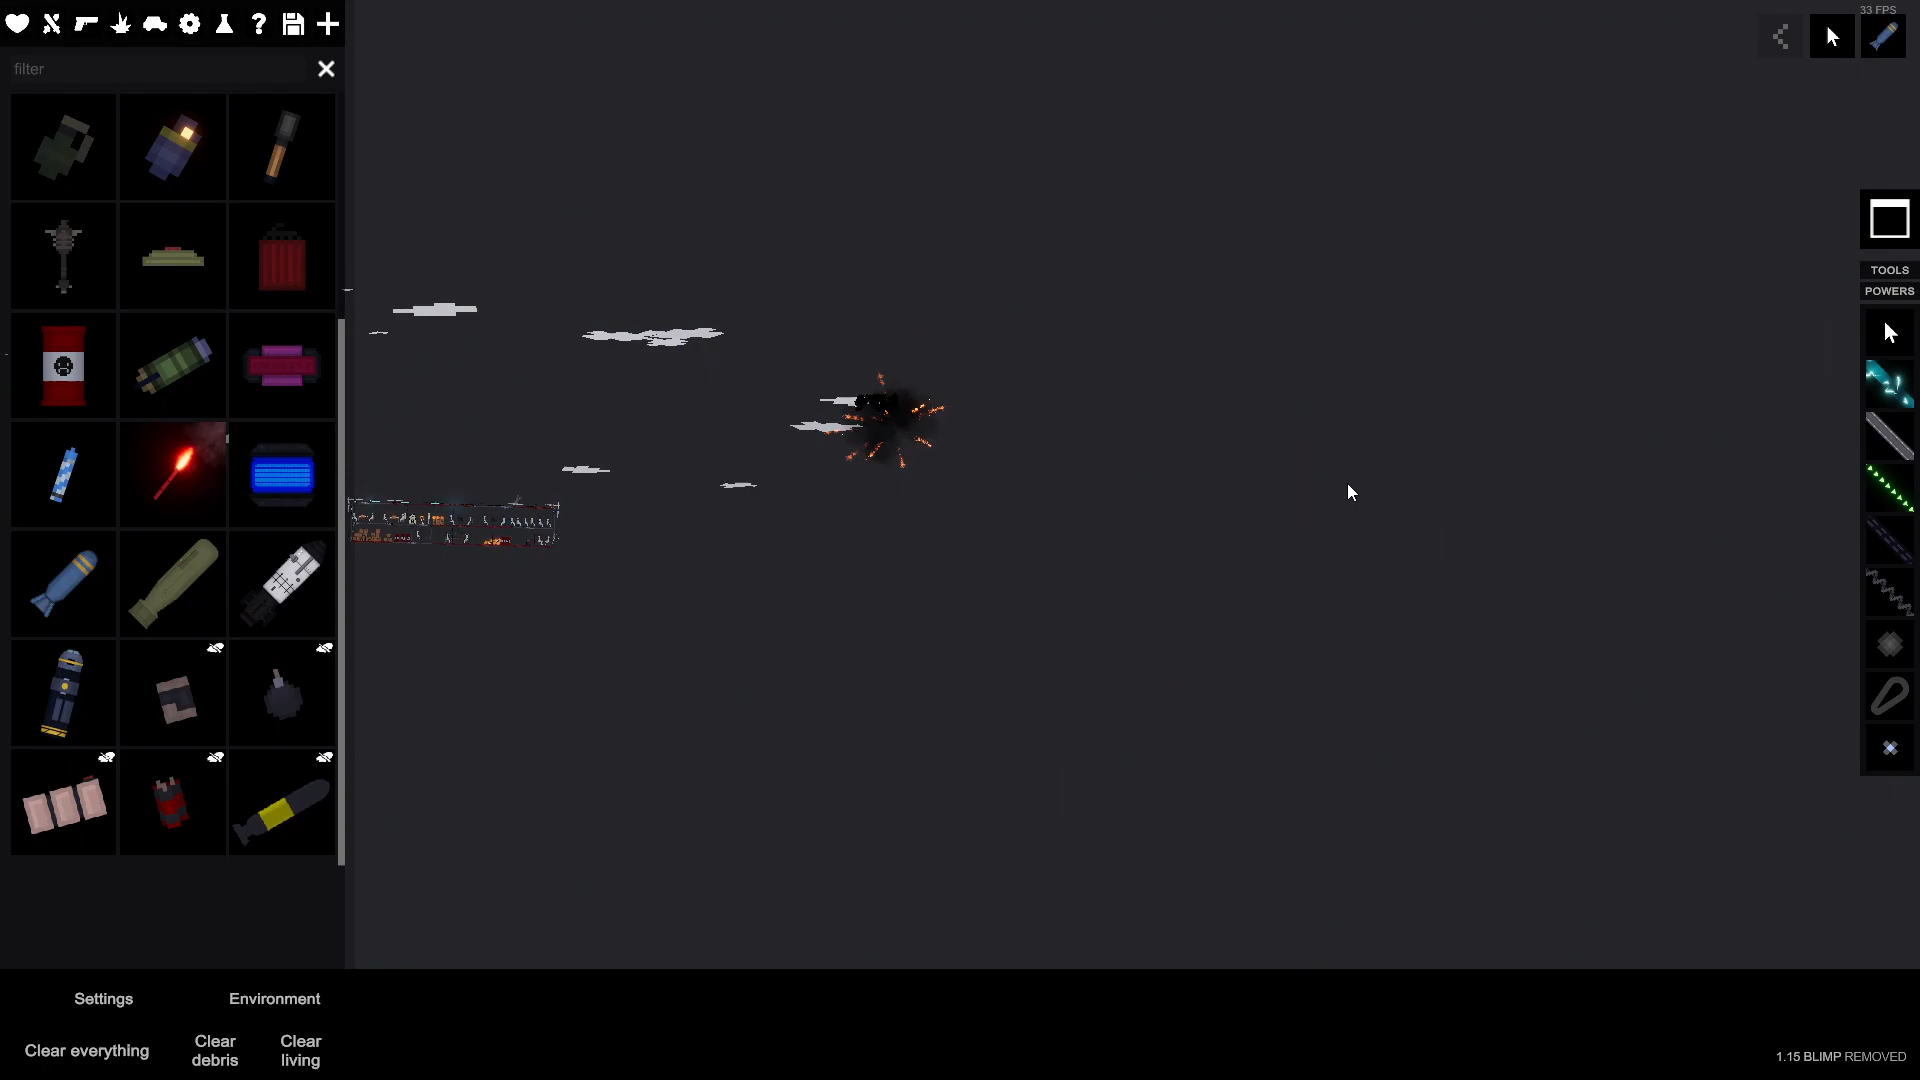 33 FPS
filter
TOOLS
POWERS
Settings
Environment
Clear everything
Clear
debris
Clear
living
1.15 BLIMP REMOVED